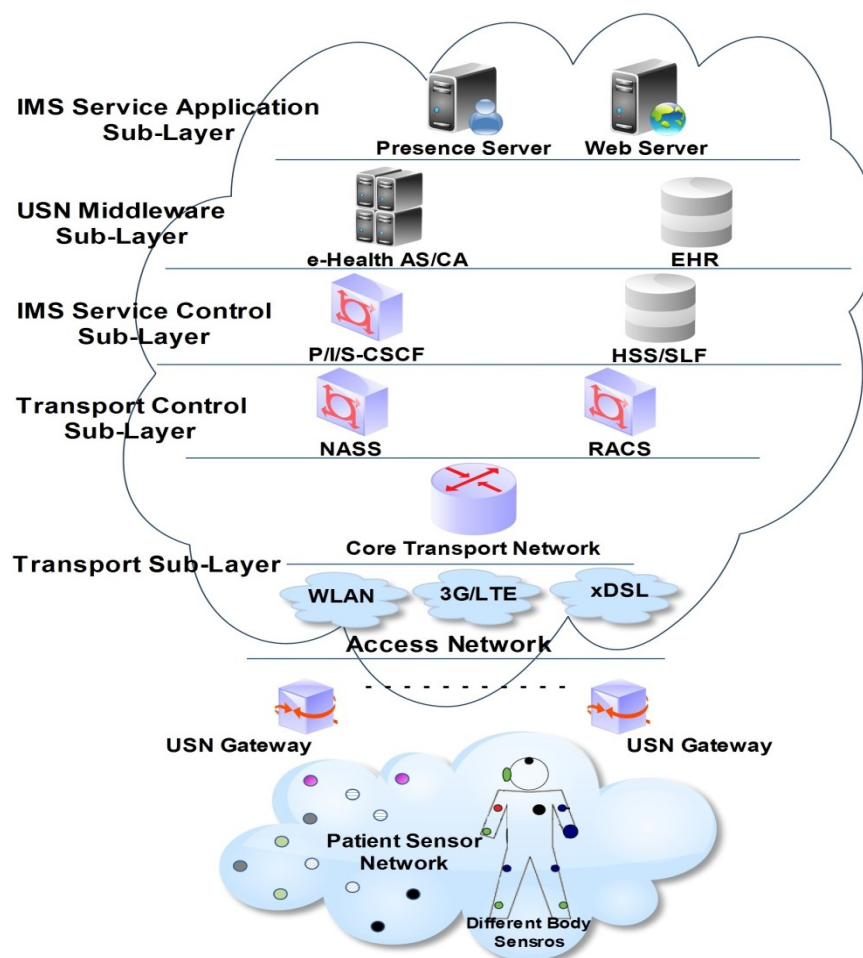 IMS Service Application
Sub-Layer
Presence Server
Web Server
USN Middleware
Sub-Layer
e-Health AS/CA
EHR
IMS Service Control
Sub-Layer
P/I/S-CSCF
HSS/SLF
Transport Control
Sub-Layer
NASS
RACS
Core Transport Network
Transport Sub-Layer
WLAN
3G/LTE
xDSL
Access Network
USN Gateway
USN Gateway
Patient Sensor
Network
Different Body
Sensros